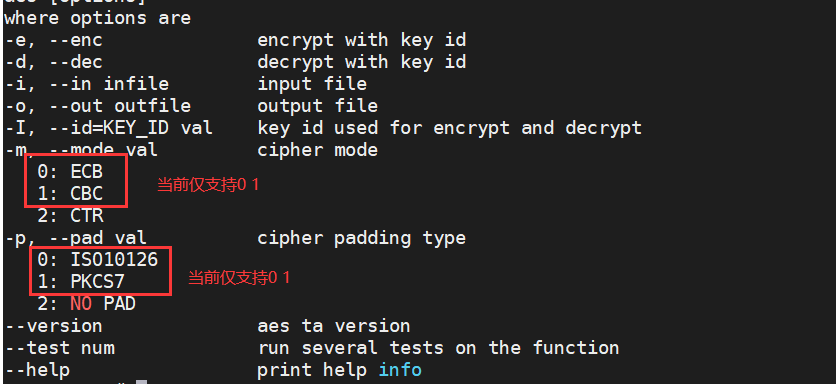 where options are
-e, --enc encrypt with key id
-d, --dec decrypt with key id
-i, --in infile input file
-o, --out outfile output file
-I, --id=KEY_ID val key id used for encrypt and decrypt
-m, --mode val cipher mode
0: ECB
当前仅支持0 1
1: CBC
2: CTR
-p, --pad val cipher padding type
0: ISO10126
当前仅支持0 1
1: PKCS7
2: NO PAD
--version aes ta version
--test num run several tests on the function
--help print help info